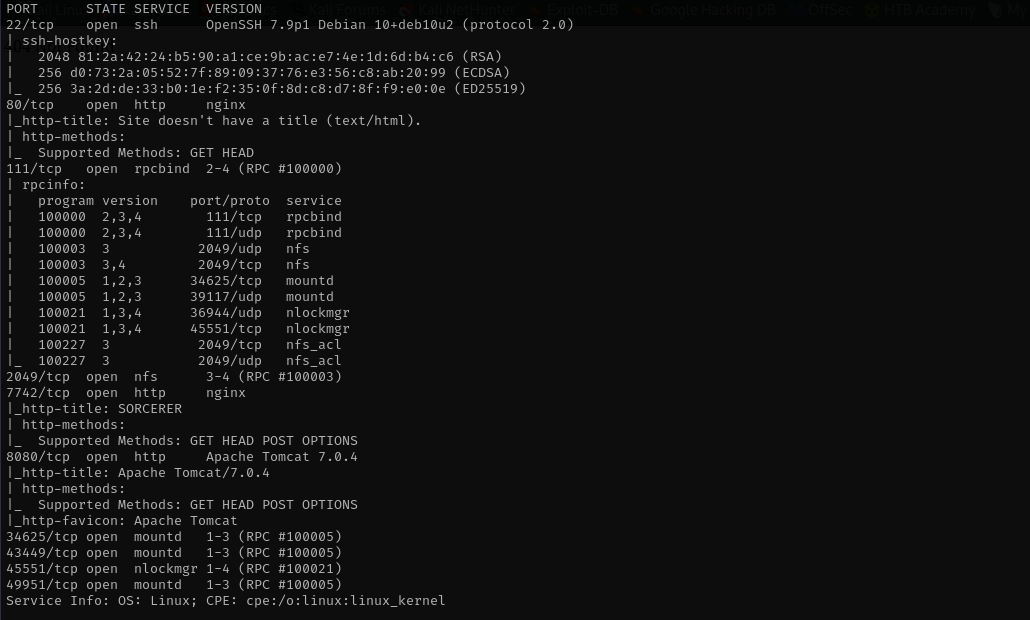 Kali Forums Kali NetHunter Exploit-DB Google Hacking DB OffSec HTB Academy
PORT      STATE SERVICE  VERSION
22/tcp    open  ssh      OpenSSH 7.9p1 Debian 10+deb10u2 (protocol 2.0)
| ssh-hostkey:
|   2048 81:2a:42:24:b5:90:a1:ce:9b:ac:e7:4e:1d:6d:b4:c6 (RSA)
|   256 d0:73:2a:05:52:7f:89:09:37:76:e3:56:c8:ab:20:99 (ECDSA)
|_  256 3a:2d:de:33:b0:1e:f2:35:0f:8d:c8:d7:8f:f9:e0:0e (ED25519)
80/tcp    open  http     nginx
|_http-title: Site doesn't have a title (text/html).
| http-methods:
|_  Supported Methods: GET HEAD
111/tcp   open  rpcbind  2-4 (RPC #100000)
| rpcinfo:
|   program version    port/proto  service
|   100000  2,3,4        111/tcp   rpcbind
|   100000  2,3,4        111/udp   rpcbind
|   100003  3           2049/udp   nfs
|   100003  3,4         2049/tcp   nfs
|   100005  1,2,3      34625/tcp   mountd
|   100005  1,2,3      39117/udp   mountd
|   100021  1,3,4      36944/udp   nlockmgr
|   100021  1,3,4      45551/tcp   nlockmgr
|   100227  3           2049/tcp   nfs_acl
|_  100227  3           2049/udp   nfs_acl
2049/tcp  open  nfs      3-4 (RPC #100003)
7742/tcp  open  http     nginx
|_http-title: SORCERER
| http-methods:
|_  Supported Methods: GET HEAD POST OPTIONS
8080/tcp  open  http     Apache Tomcat 7.0.4
|_http-title: Apache Tomcat/7.0.4
| http-methods:
|_  Supported Methods: GET HEAD POST OPTIONS
|_http-favicon: Apache Tomcat
34625/tcp open  mountd   1-3 (RPC #100005)
43449/tcp open  mountd   1-3 (RPC #100005)
45551/tcp open  nlockmgr 1-4 (RPC #100021)
49951/tcp open  mountd   1-3 (RPC #100005)
Service Info: OS: Linux; CPE: cpe:/o:linux:linux_kernel